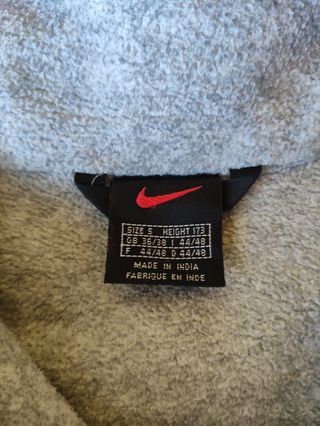 SIZE S HEIGHT 173
GB 36/38 I 44/48
F 44/48 D 44/48
MADE IN INDIA
FABRIQUE EN INDE